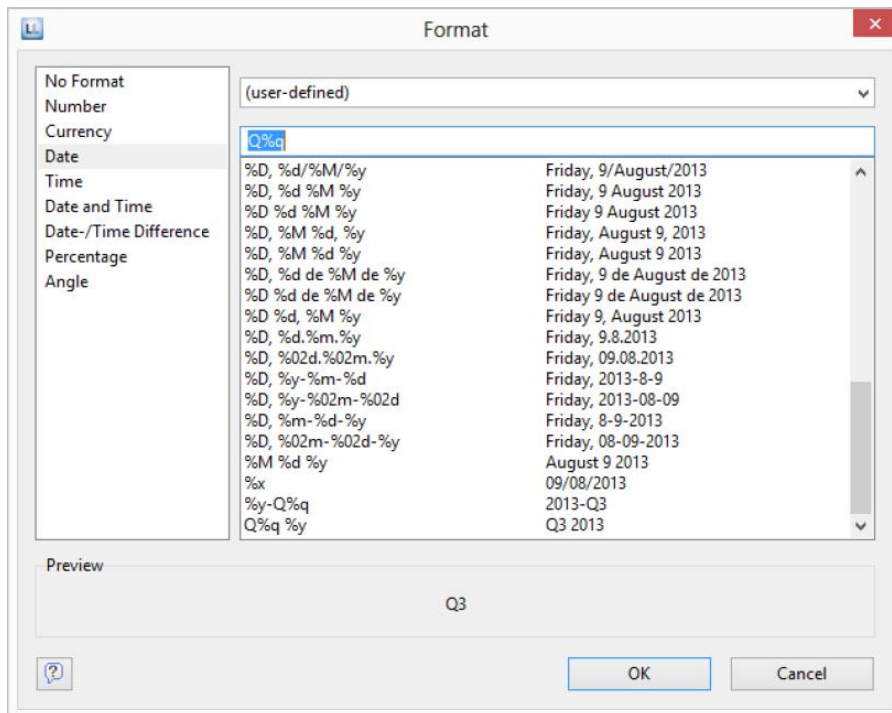 Format
No Format
Number
Currency
Date
Time
Date and Time
Date-/Time Difference
Percentage
Angle
(user-defined)
Q%q
%D, %d/%M/%y Friday, 9/August/2013
%D, %d %M %y Friday, 9 August 2013
%D %d %M %y Friday 9 August 2013
%D, %M %d, %y Friday, August 9, 2013
%D, %M %d %y Friday, August 9 2013
%D, %d de %M de %y Friday, 9 de August de 2013
%D %d de %M de %y Friday 9 de August de 2013
%D %d, %M %y Friday 9, August 2013
%D, %d.%m.%y Friday, 9.8.2013
%D, %02d.%02m.%y Friday, 09.08.2013
%D, %y-%m-%d Friday, 2013-8-9
%D, %y-%02m-%02d Friday, 2013-08-09
%D, %m-%d-%y Friday, 8-9-2013
%D, %02m-%02d-%y Friday, 08-09-2013
%M %d %y August 9 2013
%x 09/08/2013
%y-Q%q 2013-Q3
Q%q %y Q3 2013
Preview
Q3
OK Cancel